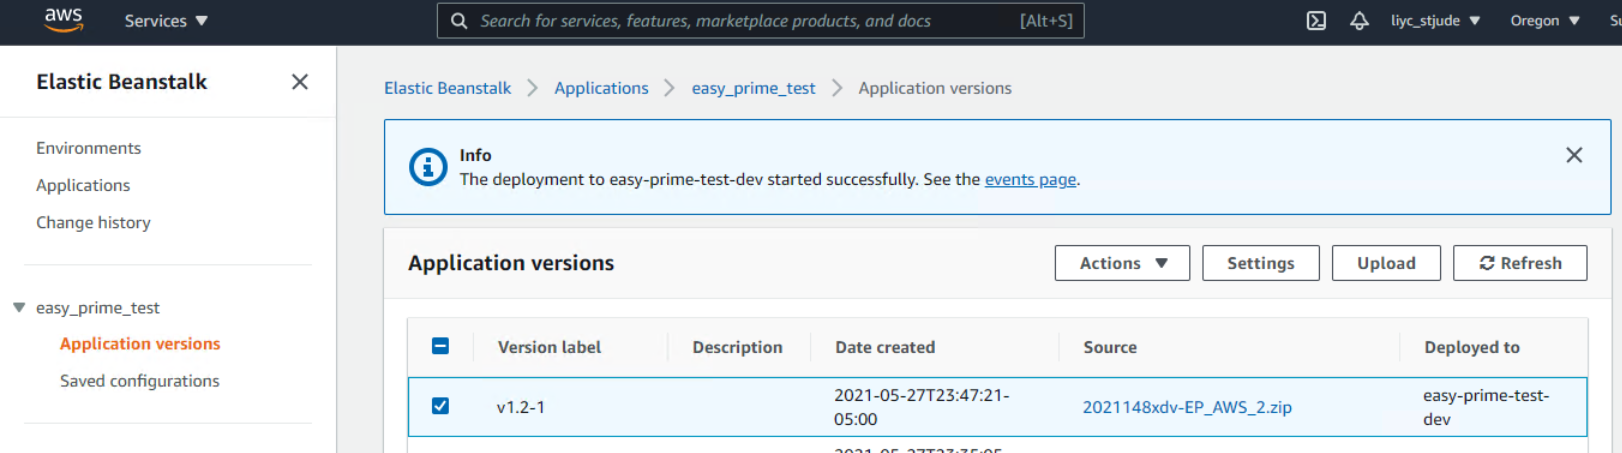 aws
Services ▼
Search for services, features, marketplace products, and docs [Alt+S]
liyc_stjude ▼
Oregon ▼
Elastic Beanstalk
Environments
Applications
Change history
easy_prime_test
Application versions
Saved configurations
Elastic Beanstalk > Applications > easy_prime_test > Application versions
Info
The deployment to easy-prime-test-dev started successfully. See the events page.
Application versions
Actions ▼
Settings
Upload
Refresh
Version label
Description
Date created
Source
Deployed to
v1.2-1
2021-05-27T23:47:21-
05:00
2021148xdv-EP_AWS_2.zip
easy-prime-test-
dev